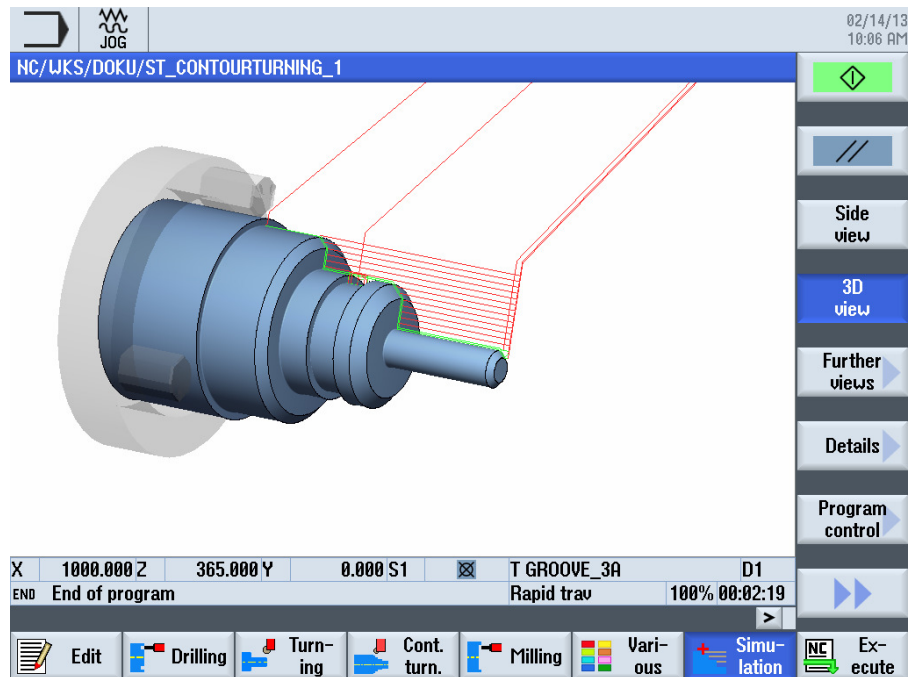 JOG
02/14/13
10:06 AM
NC/WKS/DOKU/ST_CONTOURTURNING_1
Side
view
3D
view
Further
views
Details
Program
control
X 1000.000 Z 365.000 Y 0.000 S1 T GROOVE_3A D1
END End of program Rapid trav 100% 00:02:19
>
Edit
Drilling
Turn-
ing
Cont.
turn.
Milling
Vari-
ous
Simu-
lation
NC
Ex-
ecute